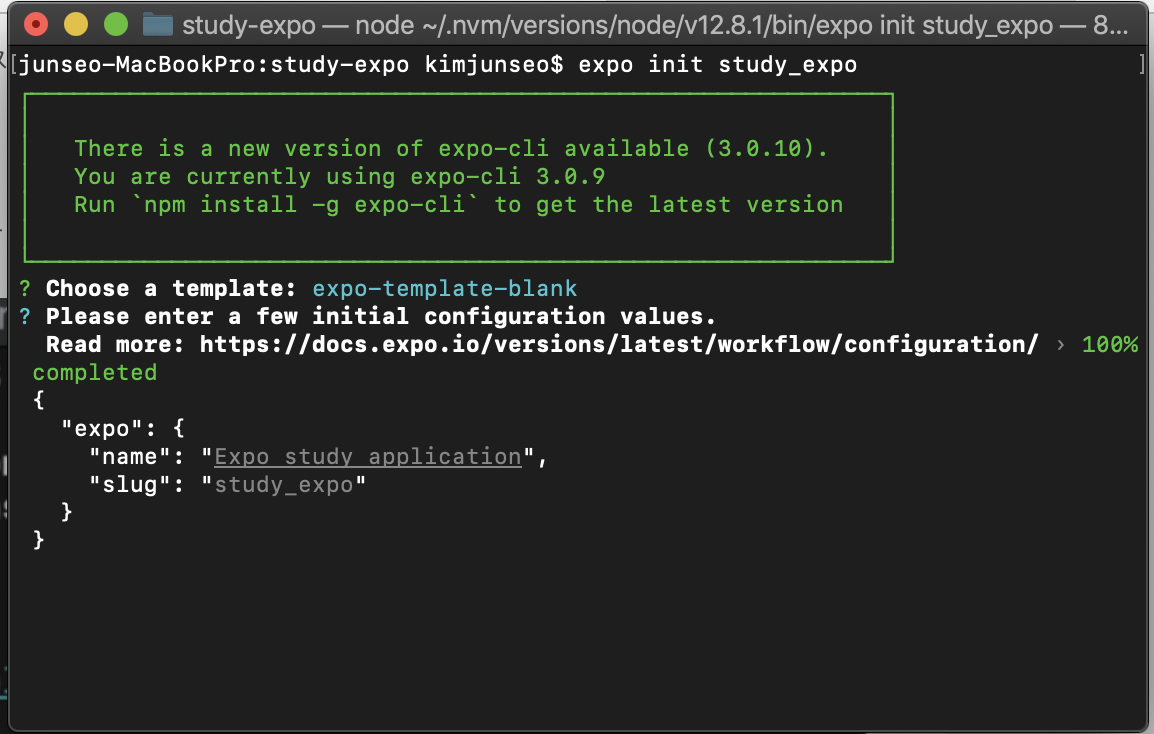 study-expo — node ~/.nvm/versions/node/v12.8.1/bin/expo init study_expo — 8...
[junseo-MacBookPro:study-expo kimjunseo$ expo init study_expo ]
There is a new version of expo-cli available (3.0.10).
You are currently using expo-cli 3.0.9
Run `npm install -g expo-cli` to get the latest version
? Choose a template: expo-template-blank
? Please enter a few initial configuration values.
Read more: https://docs.expo.io/versions/latest/workflow/configuration/ › 100%
completed
{
"expo": {
"name": "Expo study application",
"slug": "study_expo"
}
}